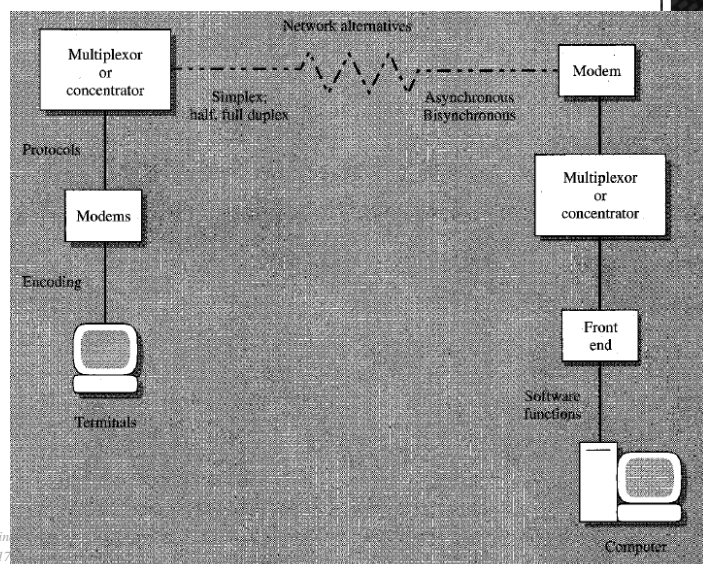 Network alternatives
Multiplexor
or
concentrator
Modem
Simplex;
half, full duplex
Asynchronous
Bisynchronous
Protocols
Multiplexor
or
concentrator
Modems
Encoding
Front
end
Software
functions
Terminals
Computer